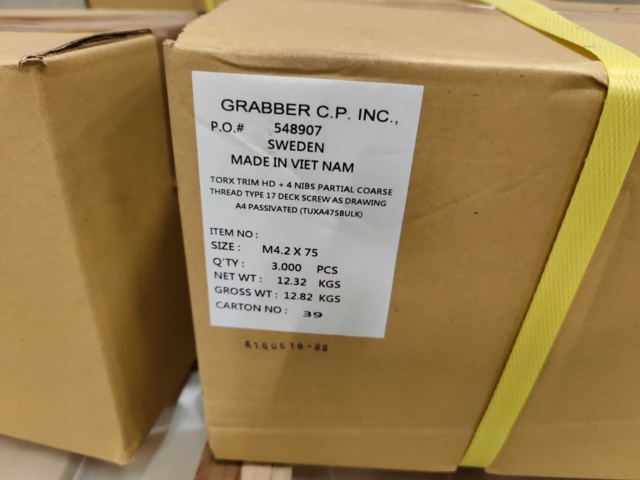 GRABBER C.P. INC.,
P.O.# 548907
SWEDEN
MADE IN VIET NAM
TORX TRIM HD + 4 NIBS PARTIAL COARSE
THREAD TYPE 17 DECK SCREW AS DRAWING
A4 PASSIVATED (TUXA475BULK)
ITEM NO :
SIZE : M4.2 X 75
Q'TY : 3.000 PCS
NET WT : 12.32 KGS
GROSS WT : 12.82 KGS
CARTON NO : 39